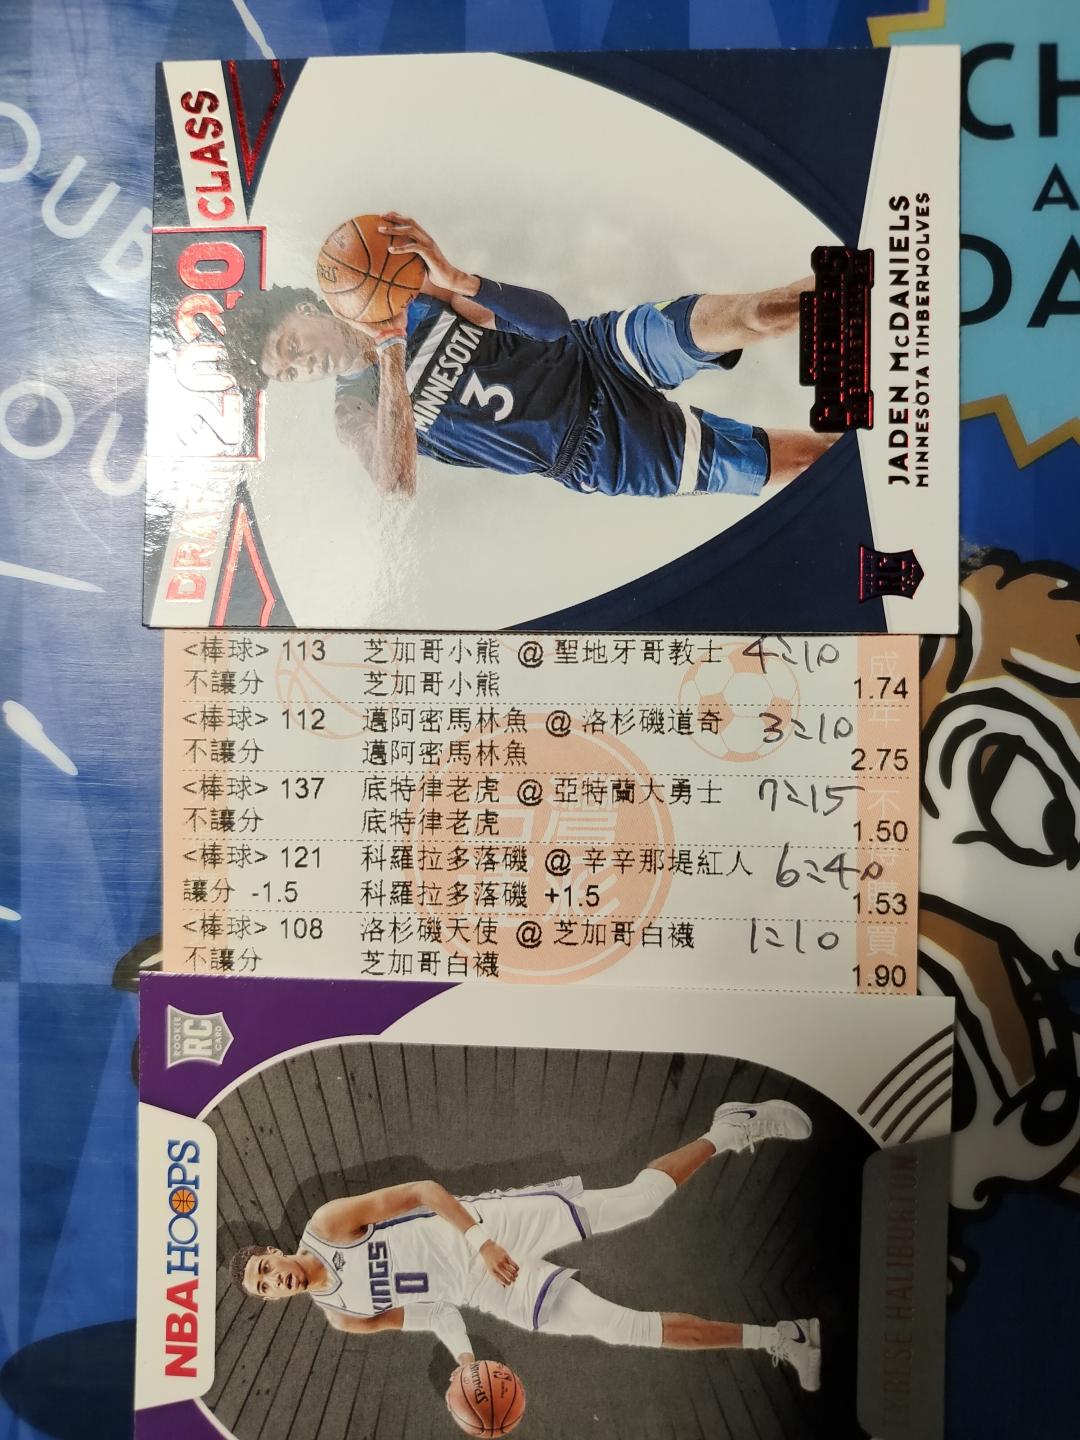 OUB
YOU
CH
A
DA
DRAFT 2020 CLASS
MINNESOTA
3
CONTENDERS
JADEN McDANIELS
MINNESOTA TIMBERWOLVES
RC
<棒球> 113 芝加哥小熊 @ 聖地牙哥教士 4:10
不讓分 芝加哥小熊 1.74
<棒球> 112 邁阿密馬林魚 @ 洛杉磯道奇 3:10
不讓分 邁阿密馬林魚 2.75
<棒球> 137 底特律老虎 @ 亞特蘭大勇士 7:15
不讓分 底特律老虎 1.50
<棒球> 121 科羅拉多落磯 @ 辛辛那堤紅人 6:40
讓分 -1.5 科羅拉多落磯 +1.5 1.53
<棒球> 108 洛杉磯天使 @ 芝加哥白襪 1:10
不讓分 芝加哥白襪 1.90
ROOKIE
RC
CARD
NBA HOOPS
KINGS
0
SPALDING
TYRESE HALIBURTON